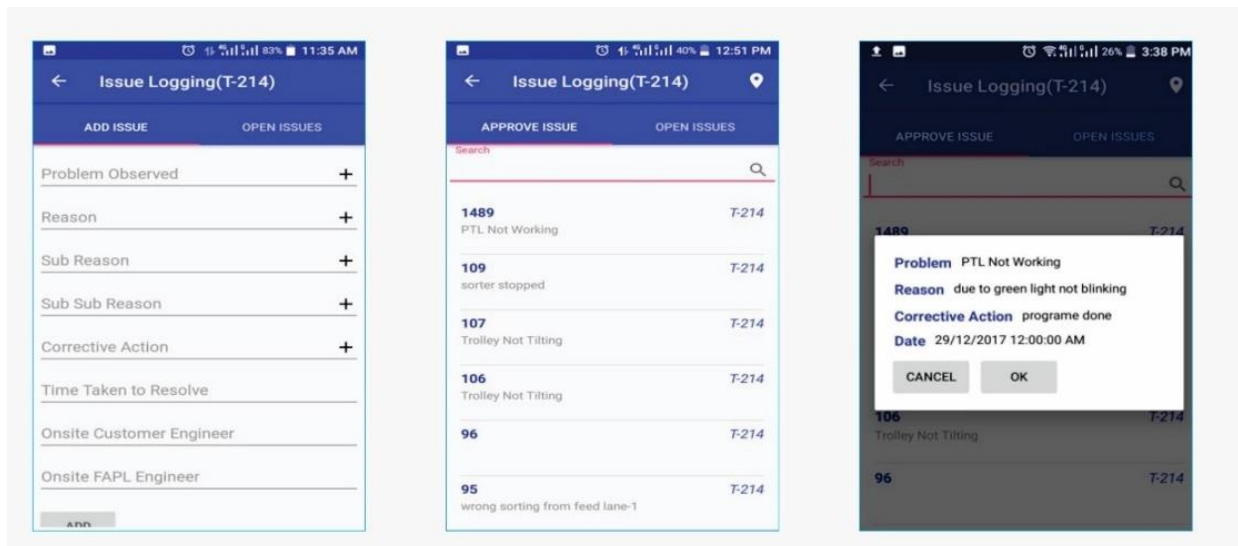 83% 11:35 AM
Issue Logging(T-214)
ADD ISSUE OPEN ISSUES
Problem Observed +
Reason +
Sub Reason +
Sub Sub Reason +
Corrective Action +
Time Taken to Resolve
Onsite Customer Engineer
Onsite FAPL Engineer
ADD
40% 12:51 PM
Issue Logging(T-214)
APPROVE ISSUE OPEN ISSUES
Search
1489 T-214
PTL Not Working
109 T-214
sorter stopped
107 T-214
Trolley Not Tilting
106 T-214
Trolley Not Tilting
96 T-214
95 T-214
wrong sorting from feed lane-1
26% 3:38 PM
Issue Logging(T-214)
APPROVE ISSUE OPEN ISSUES
Search
1489 T-214
Problem PTL Not Working
Reason due to green light not blinking
Corrective Action programe done
Date 29/12/2017 12:00:00 AM
CANCEL OK
106 T-214
Trolley Not Tilting
96 T-214